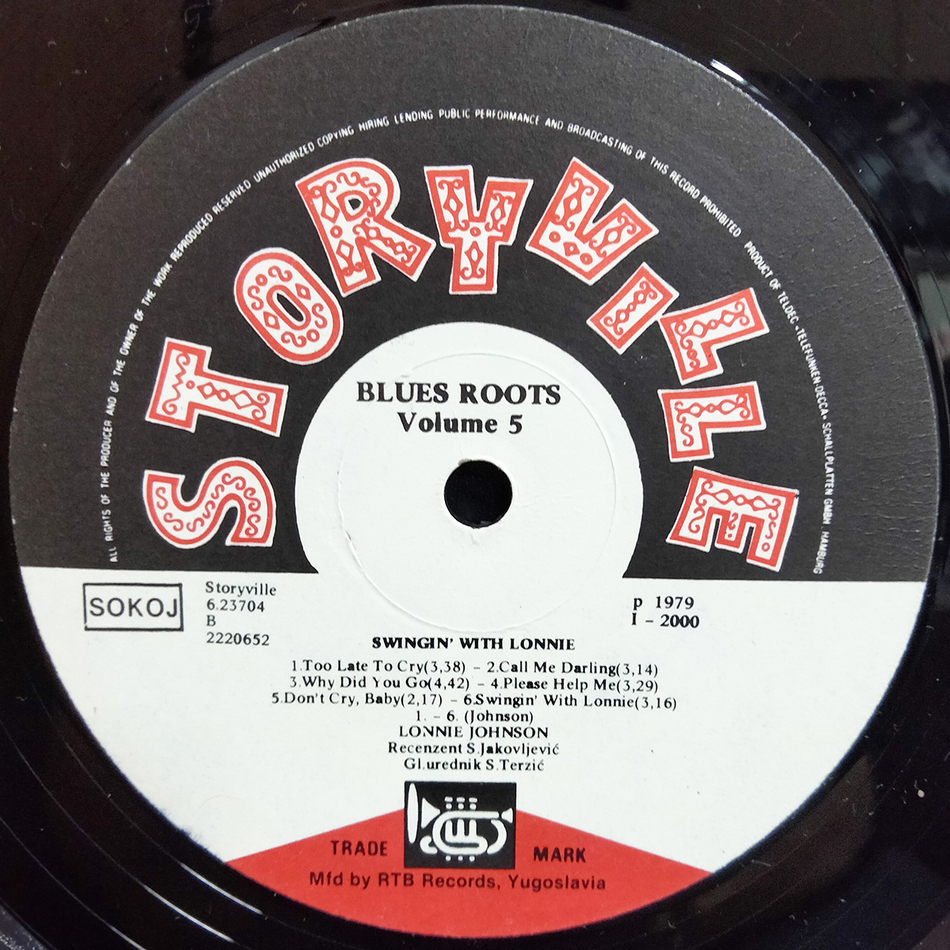 ALL RIGHTS OF THE PRODUCER AND OF THE OWNER OF THE WORK REPRODUCED RESERVED UNAUTHORIZED COPYING HIRING LENDING PUBLIC PERFORMANCE AND BROADCASTING OF THIS RECORD PROHIBITED PRODUCT OF TELDEC • TELEFUNKEN-DECCA • SCHALLPLATTEN GMBH HAMBURG
STORYVILLE
BLUES ROOTS
Volume 5
SOKOJ
Storyville
6.23704
B
2220652
p 1979
I - 2000
SWINGIN' WITH LONNIE
1.Too Late To Cry(3,38) - 2.Call Me Darling(3,14)
3.Why Did You Go(4,42) - 4.Please Help Me(3,29)
5.Don't Cry, Baby(2,17) - 6.Swingin' With Lonnie(3,16)
1. - 6. (Johnson)
LONNIE JOHNSON
Recenzent S.Jakovljević
Gl.urednik S.Terzić
TRADE MARK
Mfd by RTB Records, Yugoslavia